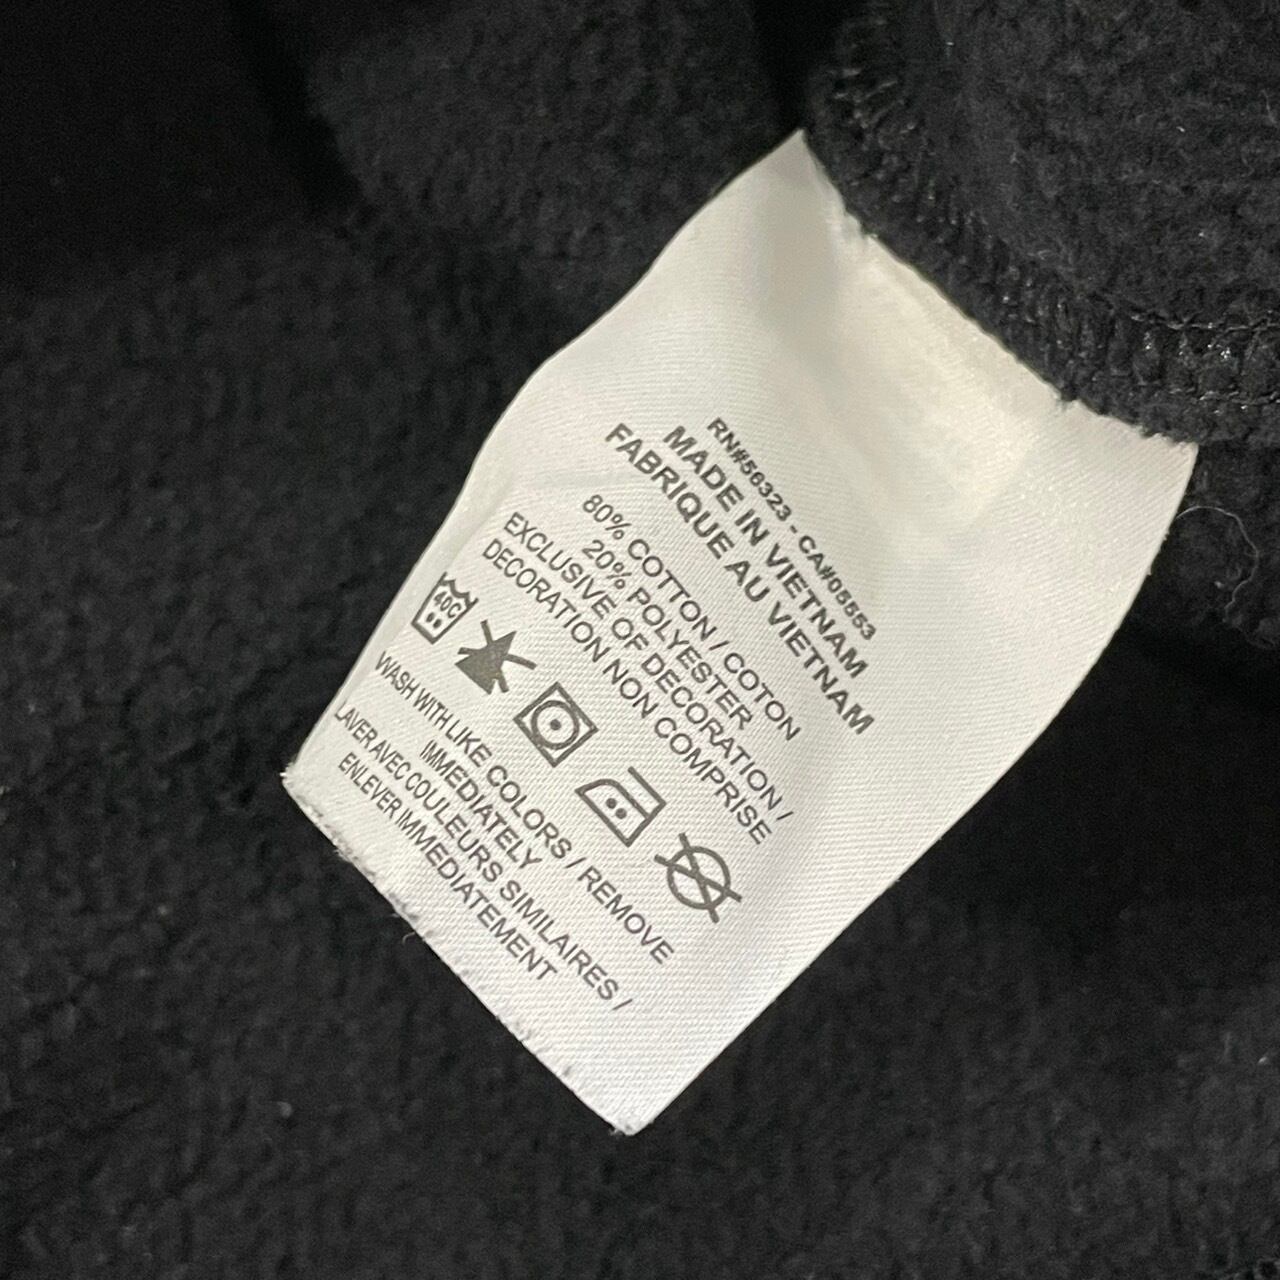 RN#56323 - CA#05553
MADE IN VIETNAM
FABRIQUE AU VIETNAM
80% COTTON / COTON
20% POLYESTER
EXCLUSIVE OF DECORATION /
DECORATION NON COMPRISE
40C
WASH WITH LIKE COLORS / REMOVE
IMMEDIATELY
LAVER AVEC COULEURS SIMILAIRES /
ENLEVER IMMEDIATEMENT